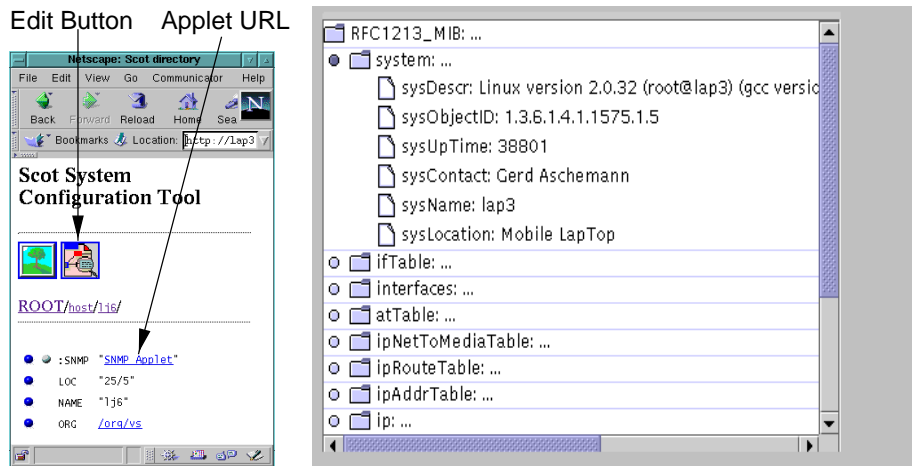 Edit Button Applet URL
Netscape: Scot directory
File Edit View Go Communicator Help
Back Forward Reload Home Sea N
Bookmarks Location: http://lap3
Scot System
Configuration Tool
ROOT/host/lj6/
:SNMP "SNMP Applet"
LOC "25/5"
NAME "lj6"
ORG /org/vs
RFC1213_MIB: ...
system: ...
sysDescr: Linux version 2.0.32 (root@lap3) (gcc versic
sysObjectID: 1.3.6.1.4.1.1575.1.5
sysUpTime: 38801
sysContact: Gerd Aschemann
sysName: lap3
sysLocation: Mobile LapTop
ifTable: ...
interfaces: ...
atTable: ...
ipNetToMediaTable: ...
ipRouteTable: ...
ipAddrTable: ...
ip: ...